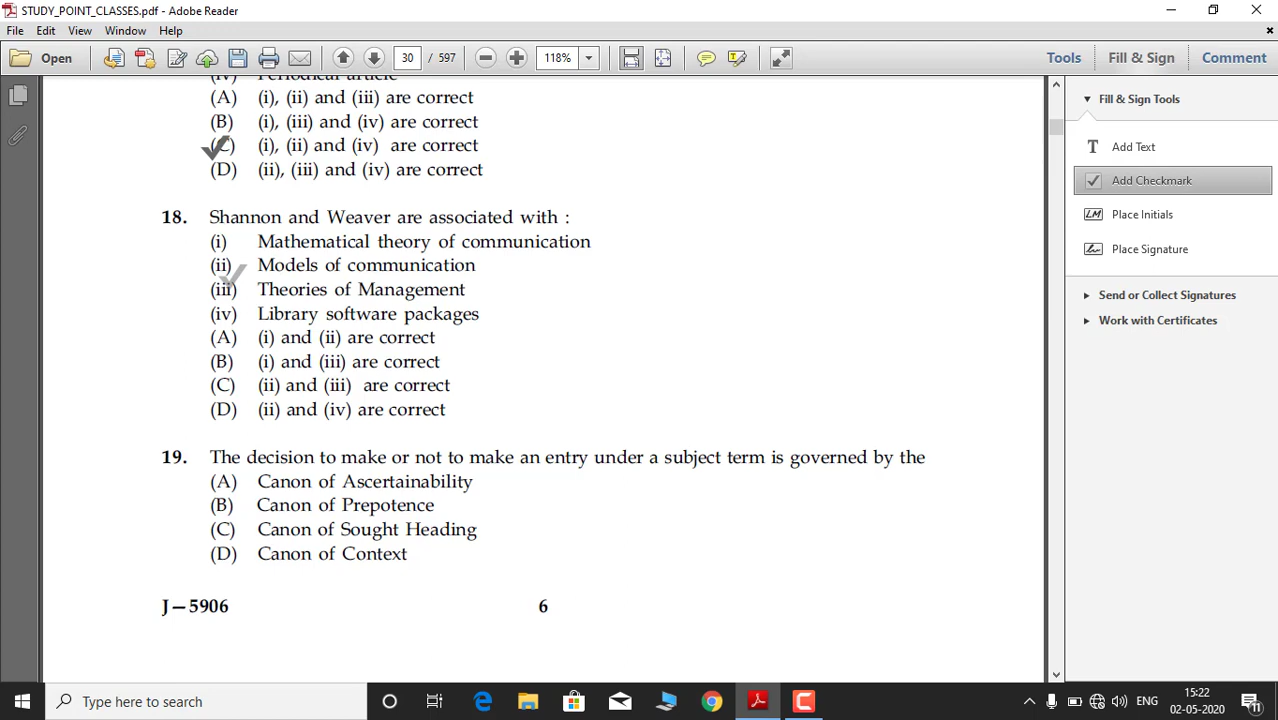 STUDY_POINT_CLASSES.pdf - Adobe Reader
File Edit View Window Help
Open 30 / 597 118% Tools Fill & Sign Comment
(iv) Periodical article
(A) (i), (ii) and (iii) are correct
(B) (i), (iii) and (iv) are correct
(C) (i), (ii) and (iv) are correct
(D) (ii), (iii) and (iv) are correct
18. Shannon and Weaver are associated with :
(i) Mathematical theory of communication
(ii) Models of communication
(iii) Theories of Management
(iv) Library software packages
(A) (i) and (ii) are correct
(B) (i) and (iii) are correct
(C) (ii) and (iii) are correct
(D) (ii) and (iv) are correct
19. The decision to make or not to make an entry under a subject term is governed by the
(A) Canon of Ascertainability
(B) Canon of Prepotence
(C) Canon of Sought Heading
(D) Canon of Context
J—5906 6
Fill & Sign Tools
T Add Text
Add Checkmark
LM Place Initials
Place Signature
Send or Collect Signatures
Work with Certificates
Type here to search
ENG
15:22
02-05-2020
11